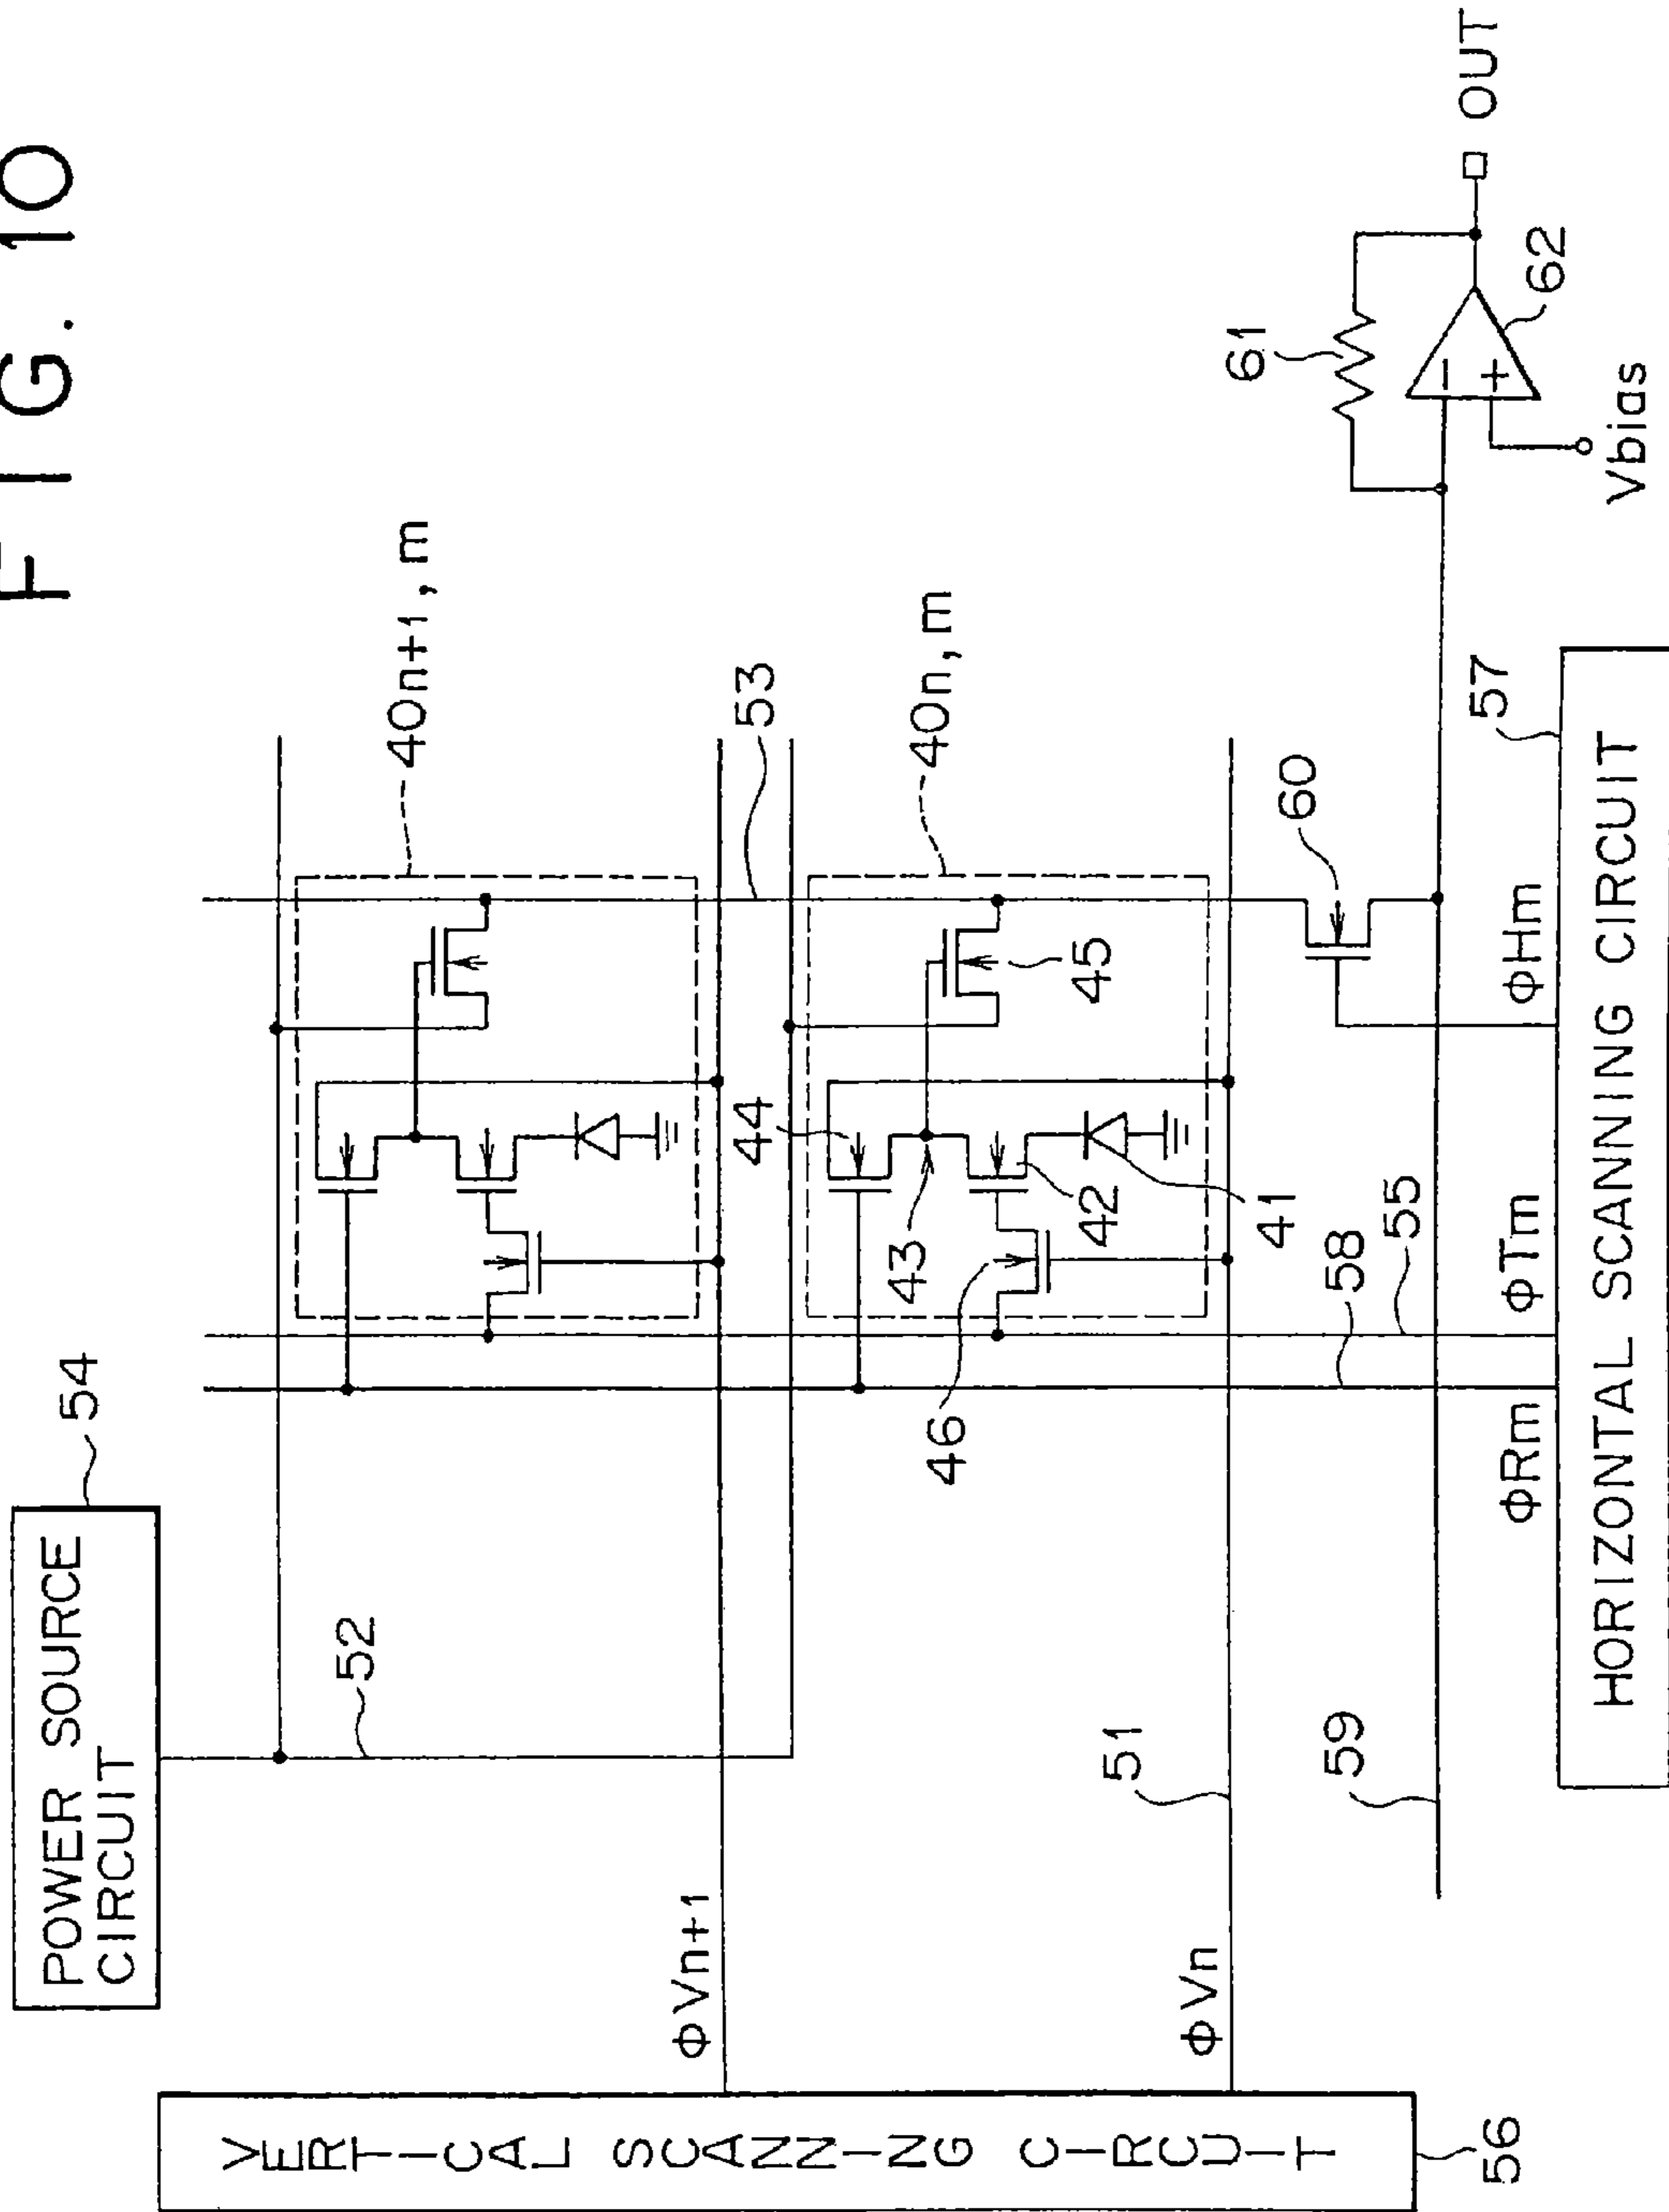 FIG. 10
POWER SOURCE
CIRCUIT
54
52
40n+1, m
53
φVn+1
44
43
46
42
41
45
40n, m
φVn
51
58
55
60
59
φRm
φTm
φHm
57
61
62
OUT
Vbias
VERTICAL SCANNING CIRCUIT
56
HORIZONTAL SCANNING CIRCUIT